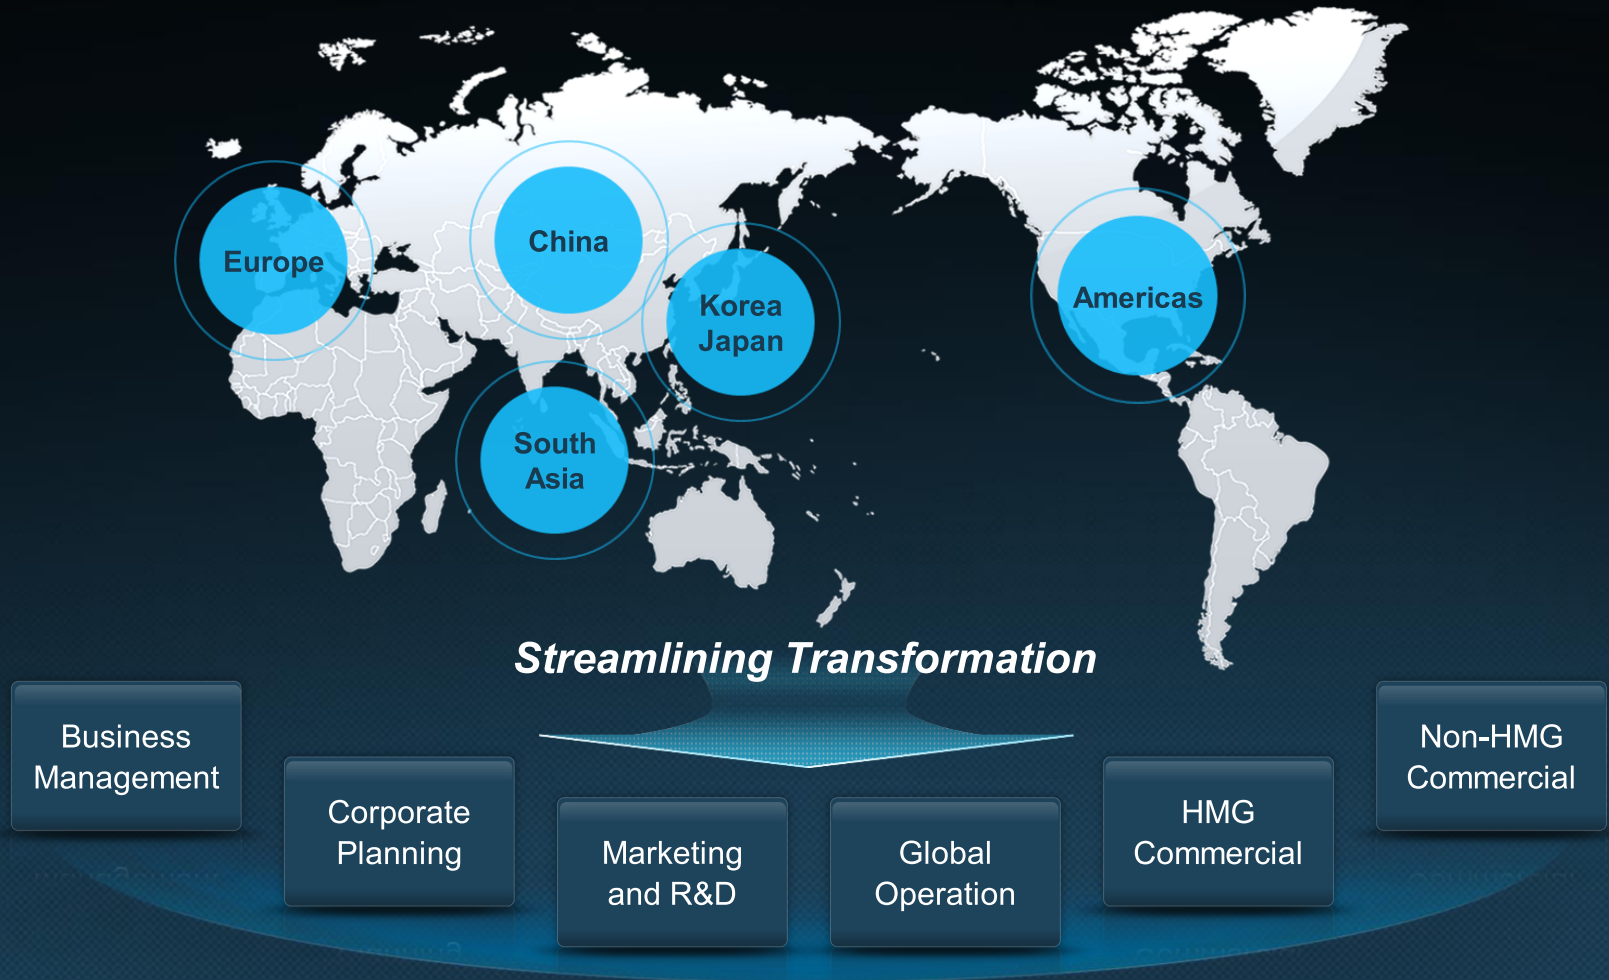 Europe
China
Korea
Japan
Americas
South
Asia
Streamlining Transformation
Business
Management
Corporate
Planning
Marketing
and R&D
Global
Operation
HMG
Commercial
Non-HMG
Commercial